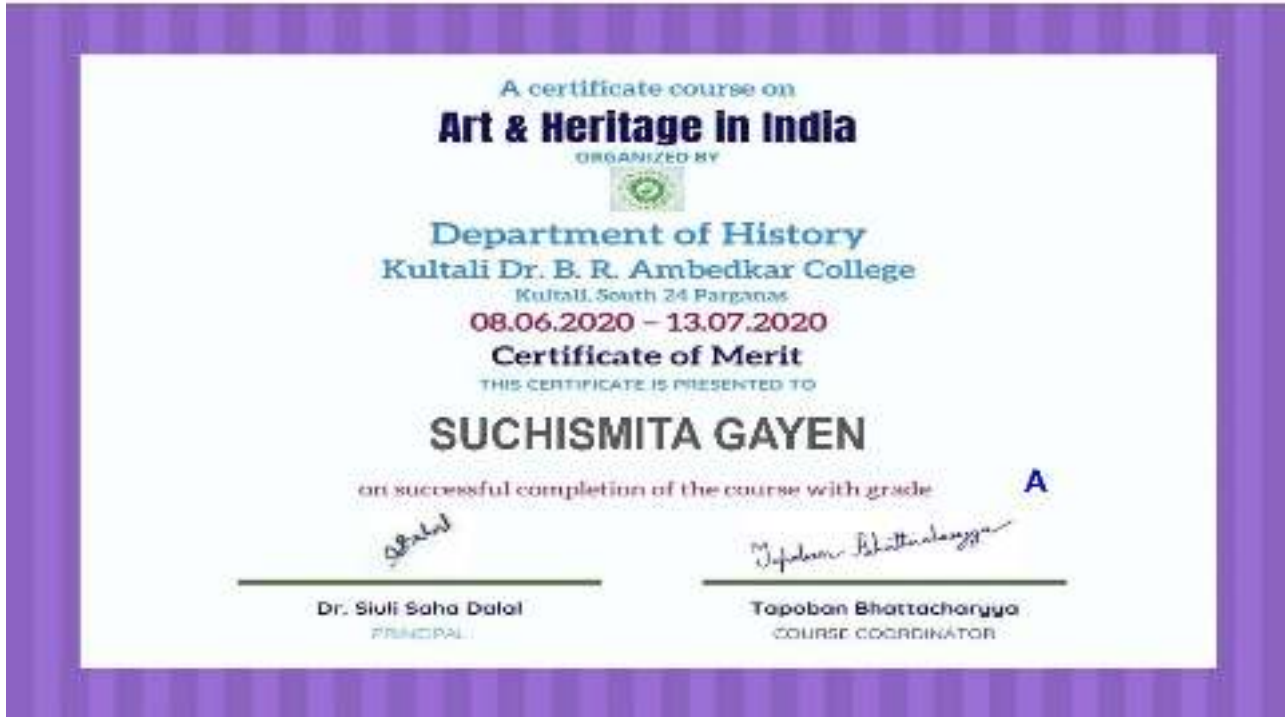 A certificate course on
Art & Heritage in India
ORGANIZED BY
Department of History
Kultali Dr. B. R. Ambedkar College
Kultali, South 24 Parganas
08.06.2020 – 13.07.2020
Certificate of Merit
THIS CERTIFICATE IS PRESENTED TO
SUCHISMITA GAYEN
on successful completion of the course with grade A
Tapoban Bhattacharyya
Dr. Siuli Saha Dalal
Tapoban Bhattacharyya
PRINCIPAL
COURSE COORDINATOR